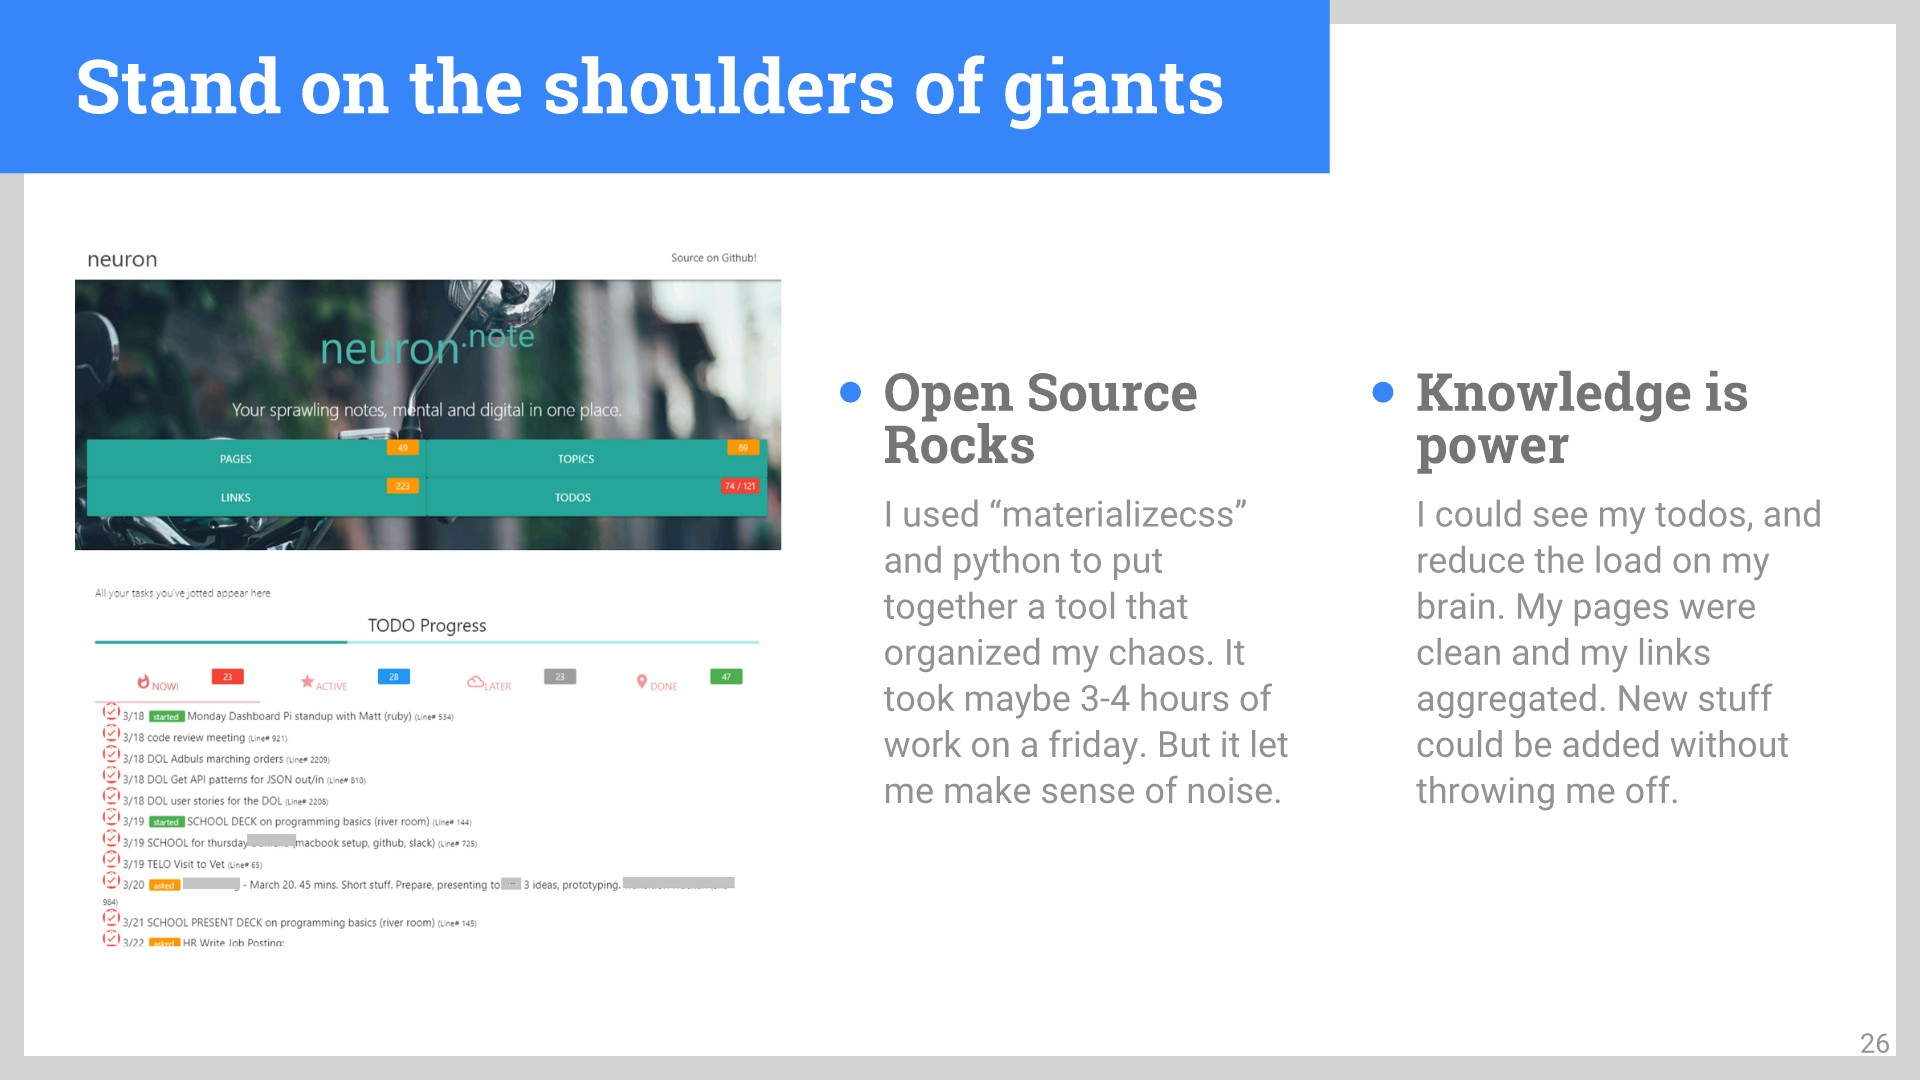 Stand on the shoulders of giants
neuron
Source on Github!
neuron.note
Your sprawling notes, mental and digital in one place.
PAGES 49
TOPICS 69
LINKS 223
TODOS 74 / 121
All your tasks you've jotted appear here
TODO Progress
NOW! 23
ACTIVE 28
LATER 23
DONE 47
3/18 started Monday Dashboard Pi standup with Matt (ruby) (Line# 534)
3/18 code review meeting (Line# 921)
3/18 DOL Adbuls marching orders (Line# 2209)
3/18 DOL Get API patterns for JSON out/in (Line# 810)
3/18 DOL user stories for the DOL (Line# 2208)
3/19 started SCHOOL DECK on programming basics (river room) (Line# 144)
3/19 SCHOOL for thursday (macbook setup, github, slack) (Line# 725)
3/19 TELO Visit to Vet (Line# 65)
3/20 asked - March 20. 45 mins. Short stuff. Prepare, presenting to 3 ideas, prototyping.
984)
3/21 SCHOOL PRESENT DECK on programming basics (river room) (Line# 145)
3/22 asked HR Write Job Posting:
Open Source
Rocks
I used “materializecss”
and python to put
together a tool that
organized my chaos. It
took maybe 3-4 hours of
work on a friday. But it let
me make sense of noise.
Knowledge is
power
I could see my todos, and
reduce the load on my
brain. My pages were
clean and my links
aggregated. New stuff
could be added without
throwing me off.
26